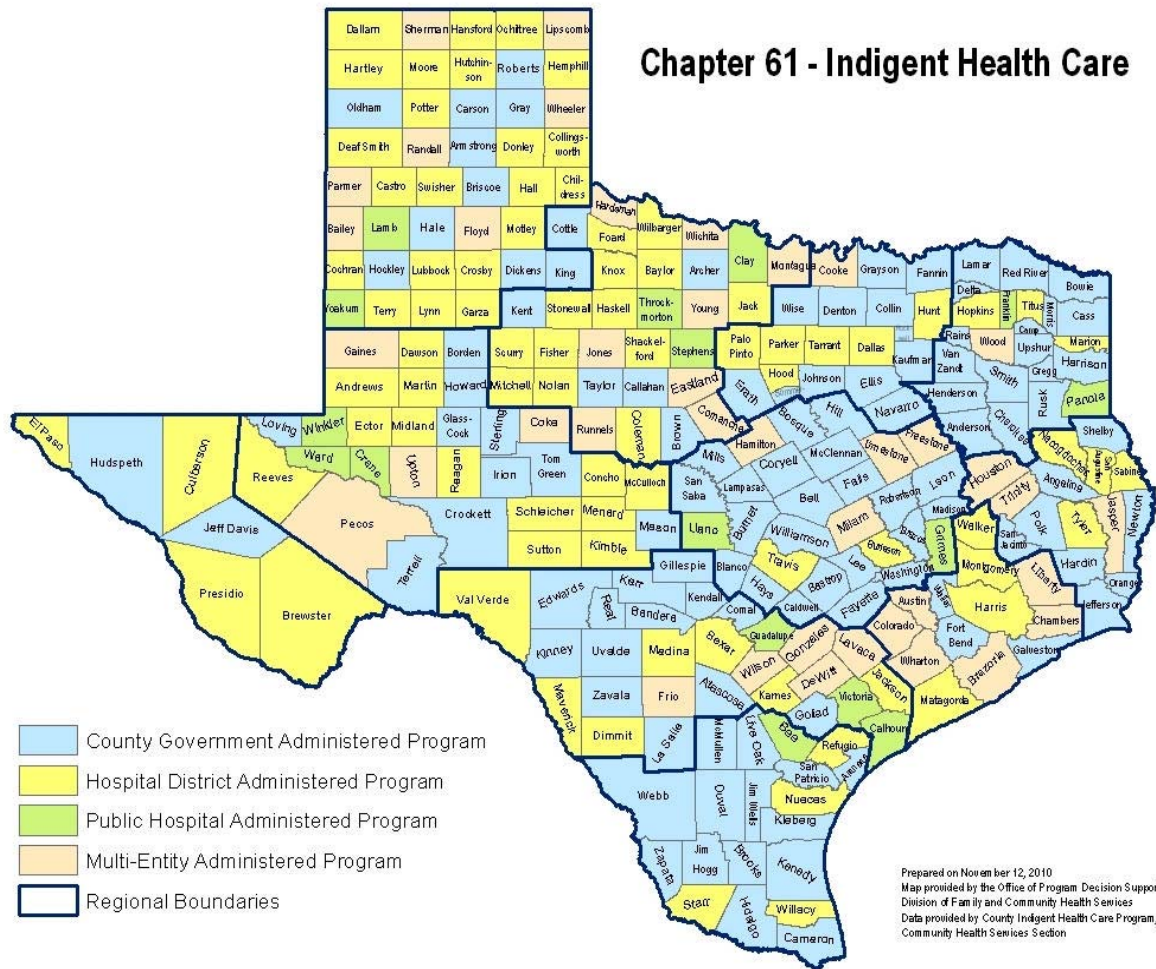 Chapter 61 - Indigent Health Care
Dallam Sherman Hansford Ochiltree Lipscomb
Hartley Moore Hutchin-
son Roberts Hemphill
Oldham Potter Carson Gray Wheeler
Deaf Smith Randall Armstrong Donley Collings-
worth
Parmer Castro Swisher Briscoe Hall Chil-
dress
Bailey Lamb Hale Floyd Motley Cottle Hardeman Foard Wilbarger Wichita Clay Montague Cooke Grayson Fannin Lamar Red River Bowie
Cochran Hockley Lubbock Crosby Dickens King Knox Baylor Archer Jack Wise Denton Collin Hunt Delta Hopkins Franklin Titus Morris Cass
Yoakum Terry Lynn Garza Kent Stonewall Haskell Throck-
morton Young Palo
Pinto Parker Tarrant Dallas Kaufman Rains Wood Camp Upshur Marion
Gaines Dawson Borden Scurry Fisher Jones Shackel-
ford Stephens Hood Johnson Ellis Van
Zandt Smith Gregg Harrison
Andrews Martin Howard Mitchell Nolan Taylor Callahan Eastland Erath Navarro Henderson Rusk Panola
El Paso Hudspeth Culberson Loving Winkler Ector Midland Glass-
Cock Sterling Coke Runnels Coleman Brown Comanche Hamilton Bosque Hill Freestone Anderson Cherokee Shelby
Reeves Ward Crane Upton Reagan Irion Tom
Green Concho McCulloch Mills Coryell McClennan Limestone Leon Houston Nacogdoches San
Augustine Sabine
Jeff Davis Pecos Crockett Schleicher Menard Mason San
Saba Lampasas Bell Falls Robertson Madison Trinity Angelina Jasper Newton
Presidio Brewster Terrell Sutton Kimble Llano Burnet Williamson Milam Brazos Grimes Walker San
Jacinto Polk Tyler Hardin Orange
Val Verde Edwards Kerr Gillespie Blanco Travis Hays Bastrop Lee Burleson Washington Montgomery Liberty Jefferson
Real Bandera Kendall Comal Caldwell Fayette Austin Harris Chambers
Kinney Uvalde Medina Bexar Guadalupe Gonzales Lavaca Colorado Fort
Bend Galveston
Maverick Zavala Frio Atascosa Wilson Karnes DeWitt Jackson Wharton Brazoria
Dimmit La Salle McMullen Live Oak Bee Goliad Victoria Calhoun Matagorda
Webb Duval Jim Wells San
Patricio Refugio Aransas
Nueces
Kleberg
Zapata Jim
Hogg Brooks Kenedy
Starr Hidalgo Willacy
Cameron
County Government Administered Program
Hospital District Administered Program
Public Hospital Administered Program
Multi-Entity Administered Program
Regional Boundaries
Prepared on November 12, 2010
Map provided by the Office of Program Decision Suppor
Division of Family and Community Health Services
Data provided by County Indigent Health Care Program,
Community Health Services Section